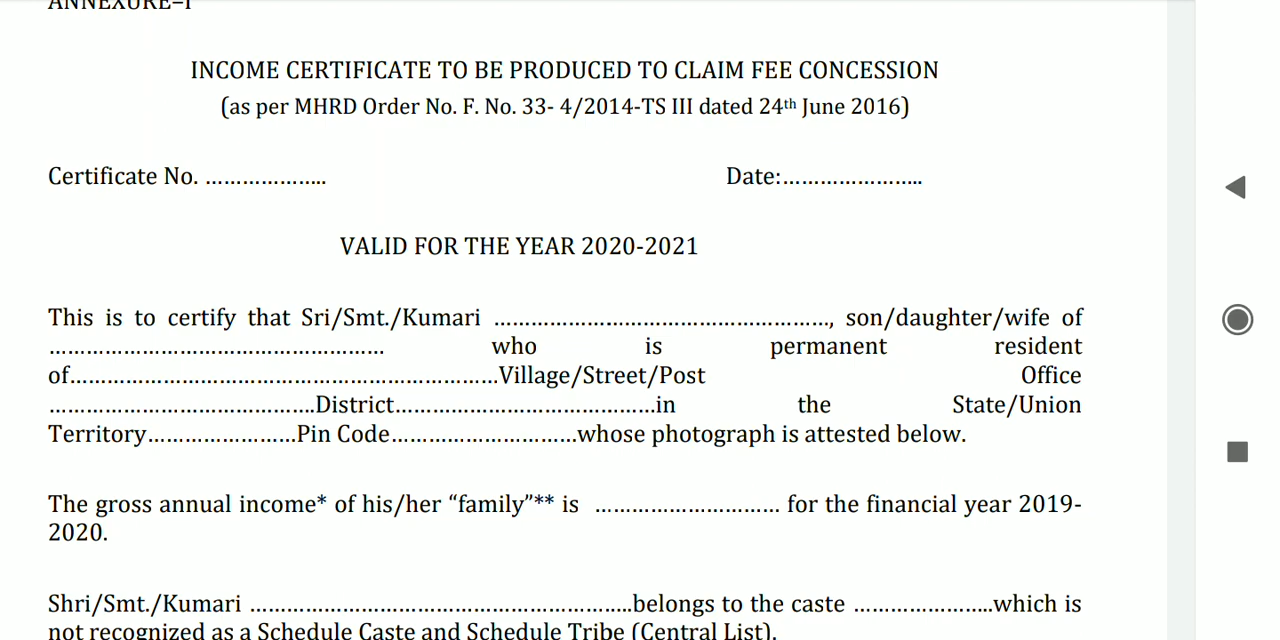 ANNEXURE–I
INCOME CERTIFICATE TO BE PRODUCED TO CLAIM FEE CONCESSION
(as per MHRD Order No. F. No. 33- 4/2014-TS III dated 24th June 2016)
Certificate No. ……………….. Date:…………………..
VALID FOR THE YEAR 2020-2021
This is to certify that Sri/Smt./Kumari ………………………………………………, son/daughter/wife of
……………………………………………… who is permanent resident
of……………………………………………………………Village/Street/Post Office
…………………………………….District……………………………………in the State/Union
Territory……………………Pin Code…………………………whose photograph is attested below.
The gross annual income* of his/her “family”** is ………………………… for the financial year 2019-
2020.
Shri/Smt./Kumari ……………………………………………………..belongs to the caste …………………..which is
not recognized as a Schedule Caste and Schedule Tribe (Central List).